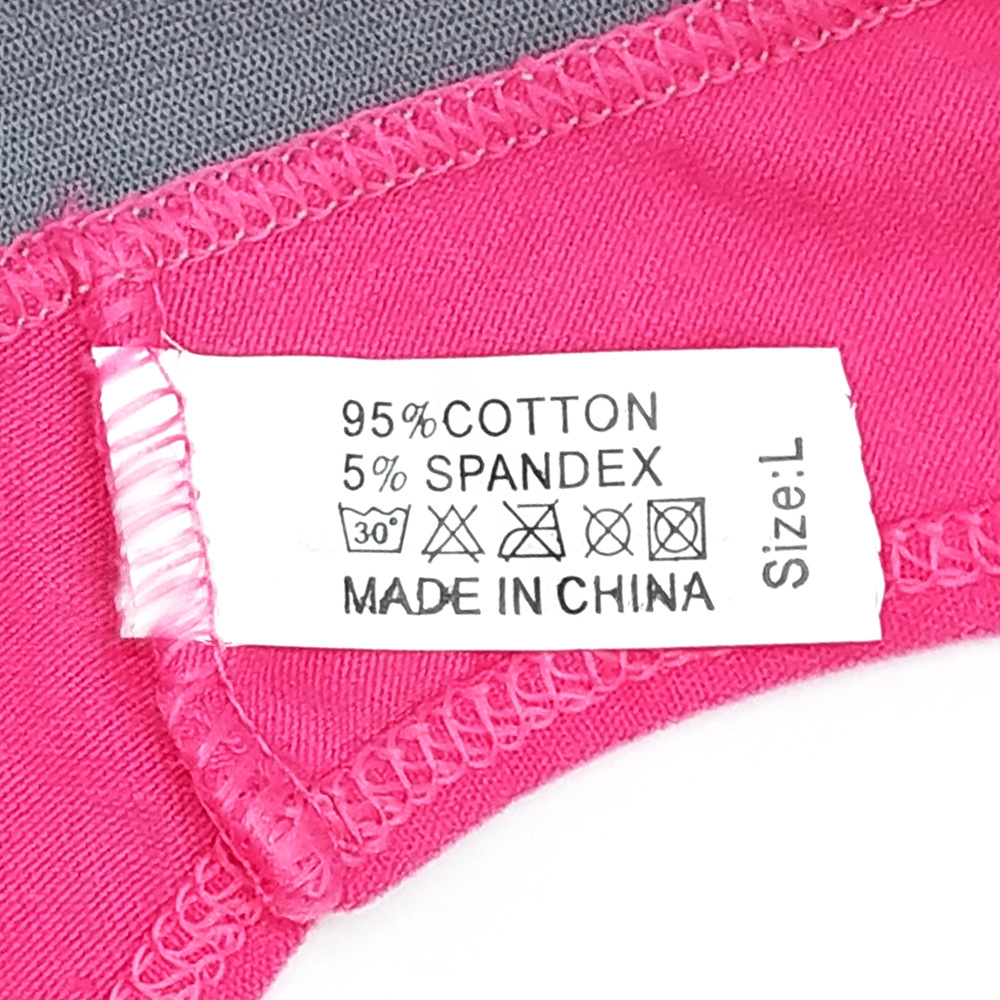 95%COTTON
5% SPANDEX
30°
MADE IN CHINA
Size:L